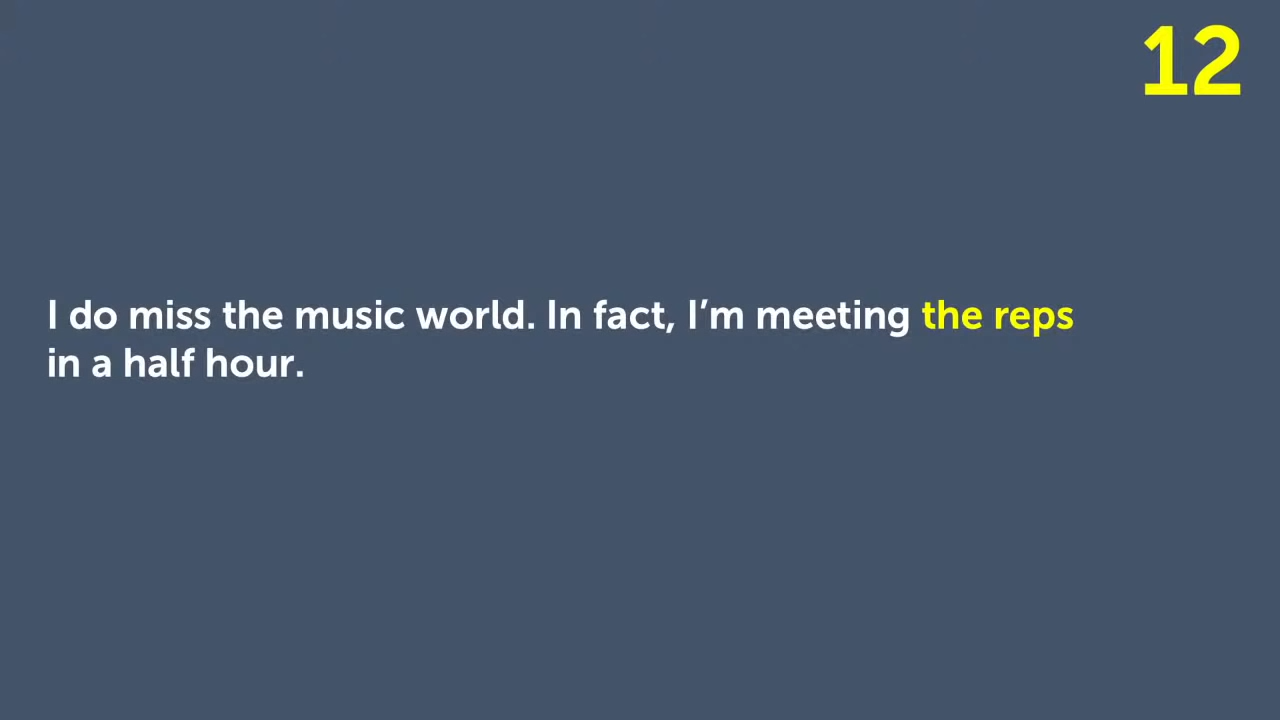 12
I do miss the music world. In fact, I’m meeting the reps
in a half hour.